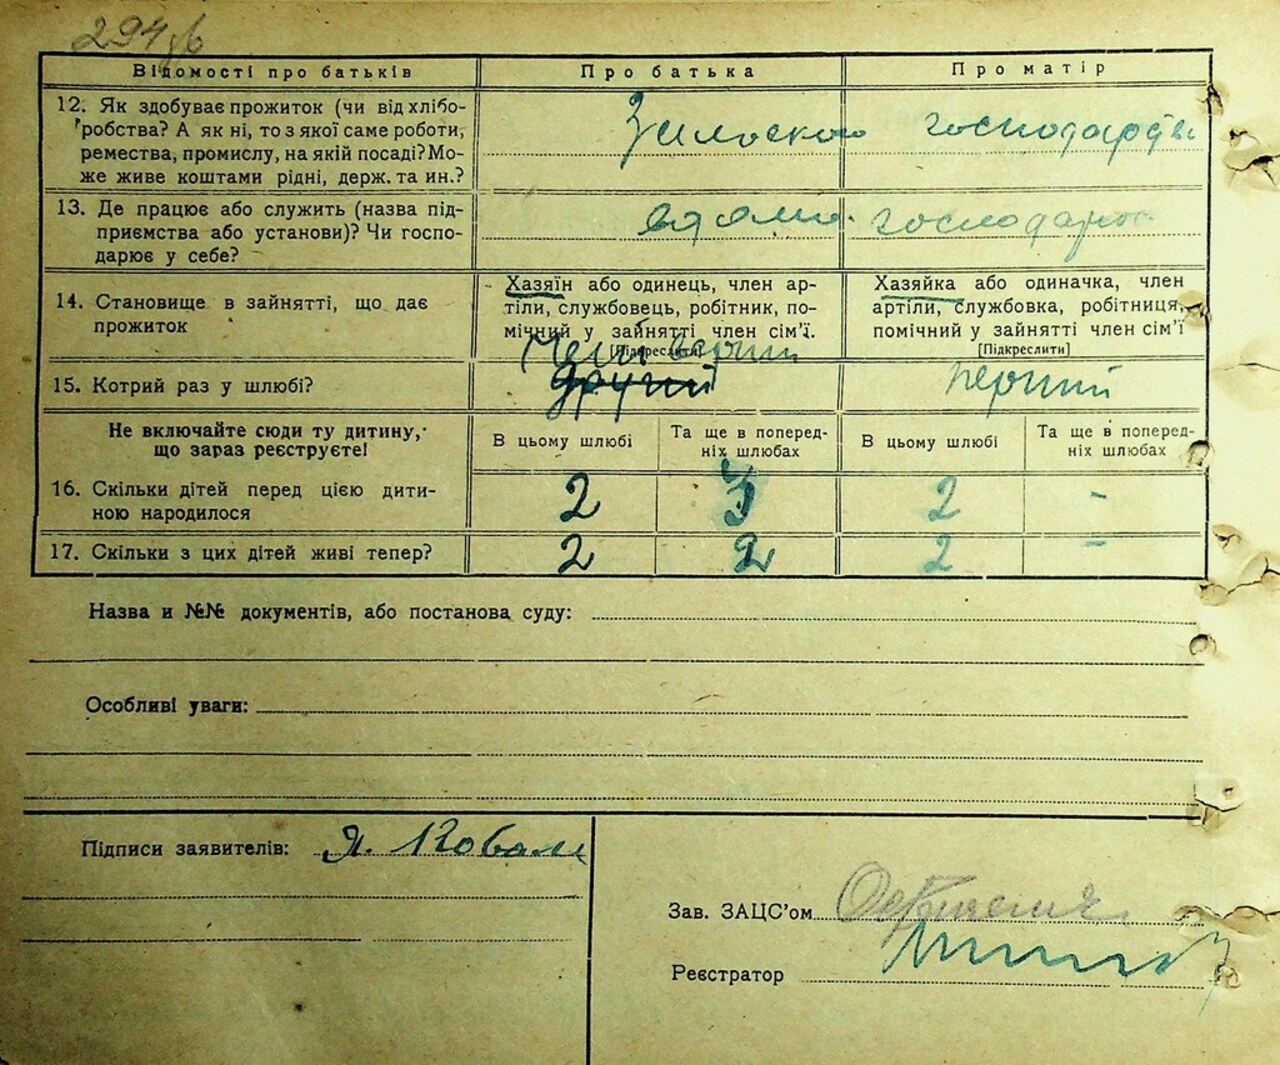 294
Відомості про батьків
Про батька
Про матір
12. Як здобуває прожиток (чи від хлібо-
робства? А як ні, то з якої саме роботи,
ремества, промислу, на якій посаді? Мо-
же живе коштами рідні, держ. та ин.?
господарства
13. Де працює або служить (назва під-
приємства або установи)? Чи госпо-
дарює у себе?
14. Становище в зайнятті, що дає
прожиток
- Хазяїн або одинець, член ар-
тіли, службовець, робітник, по-
мічний у зайнятті член сім'ї.
[Підкреслити]
Хазяйка або одиначка, член
артіли, службовка, робітниця,
помічний у зайнятті член сім'ї
[Підкреслити]
15. Котрий раз у шлюбі?
другий
перший
Не включайте сюди ту дитину,
що зараз реєструєте!
В цьому шлюбі
Та ще в поперед-
ніх шлюбах
В цьому шлюбі
Та ще в поперед-
ніх шлюбах
16. Скільки дітей перед цією дити-
ною народилося
2
2
-
17. Скільки з цих дітей живі тепер?
2
2
2
-
Назва и №№ документів, або постанова суду:
Особливі уваги:
Підписи заявителів: Я. Коваль
Зав. ЗАЦС'ом
Реєстратор